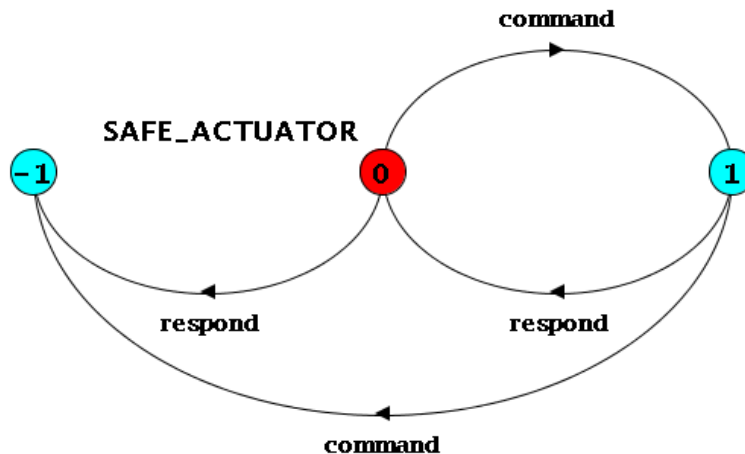 command
SAFE_ACTUATOR
-1
0
1
respond
respond
command